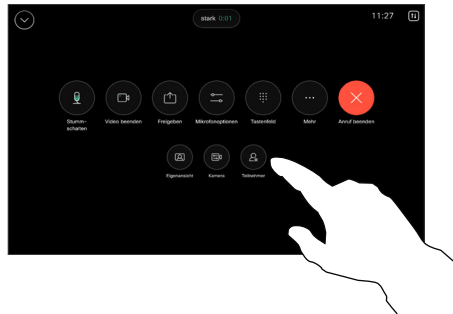 stark 0:01
11:27
Stumm-
schalten
Video beenden
Freigeben
Mikrofonoptionen
Tastenfeld
Mehr
Anruf beenden
Eigenansicht
Kamera
Teilnehmer